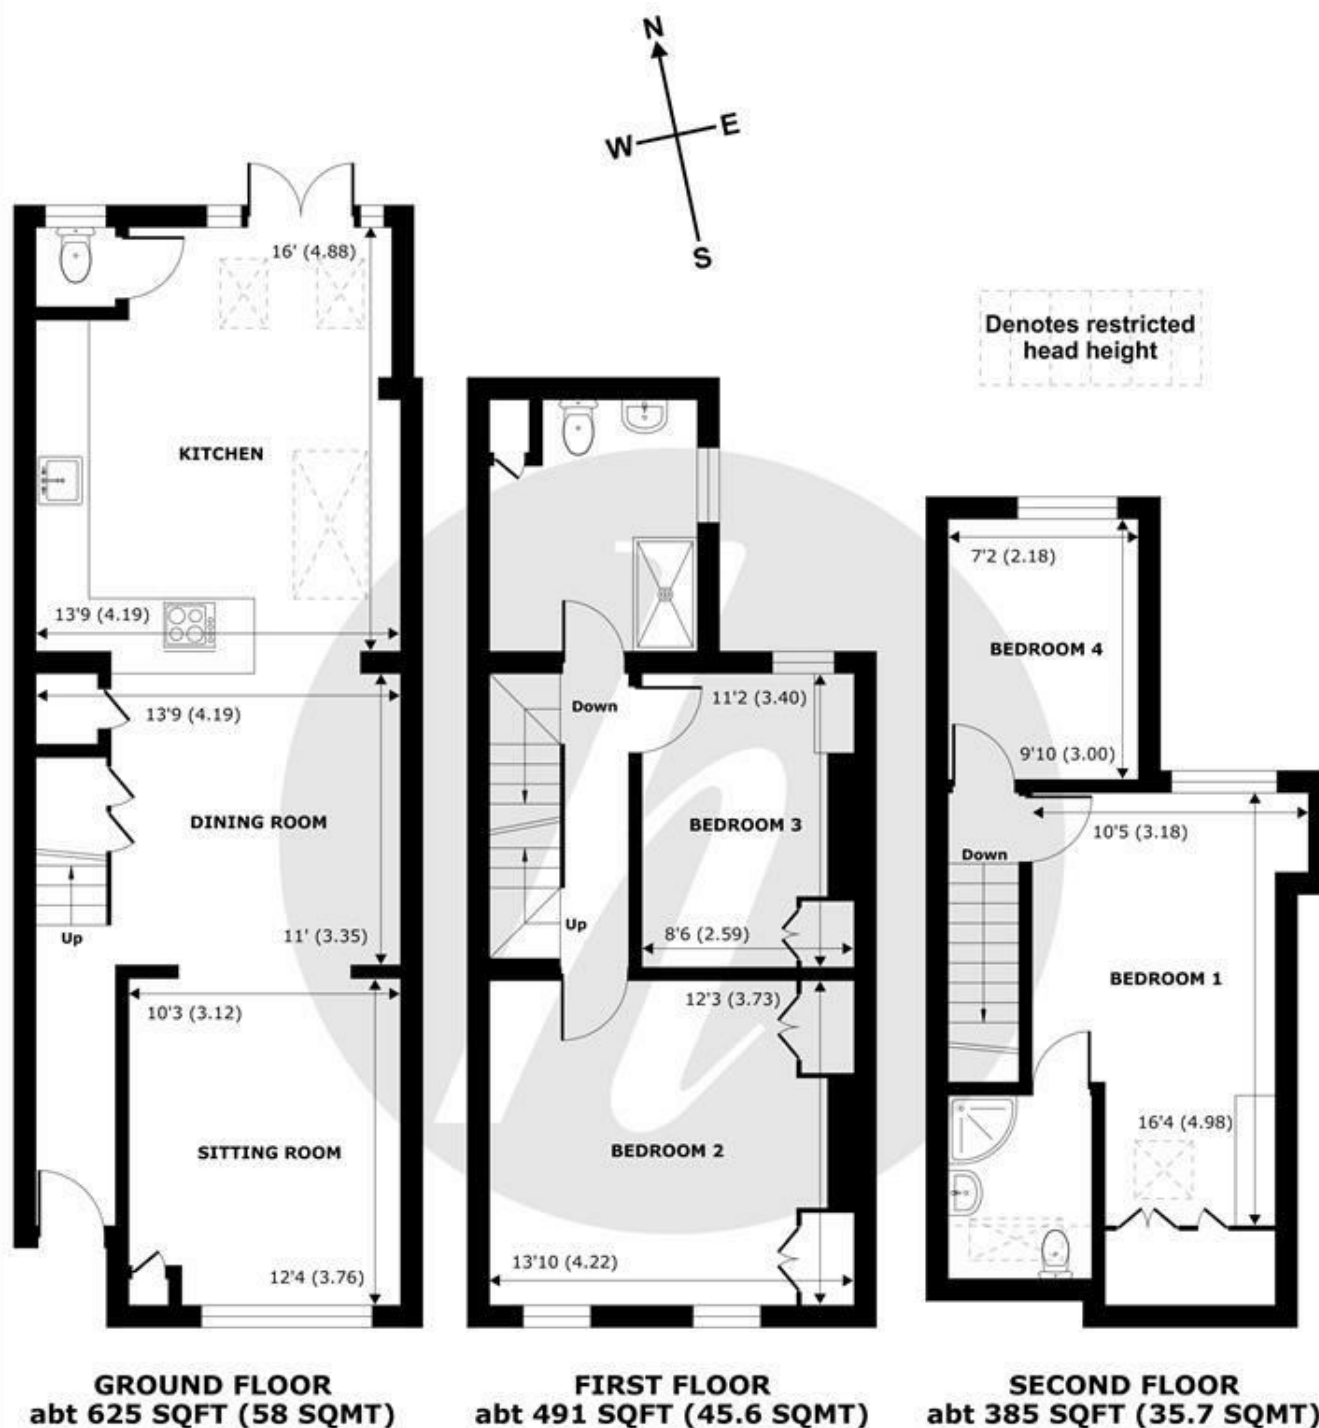 N
W
E
S
Denotes restricted
head height
16' (4.88)
KITCHEN
13'9 (4.19)
13'9 (4.19)
DINING ROOM
Up
11' (3.35)
10'3 (3.12)
SITTING ROOM
12'4 (3.76)
GROUND FLOOR
abt 625 SQFT (58 SQMT)
Down
11'2 (3.40)
BEDROOM 3
Up
8'6 (2.59)
12'3 (3.73)
BEDROOM 2
13'10 (4.22)
h
FIRST FLOOR
abt 491 SQFT (45.6 SQMT)
7'2 (2.18)
BEDROOM 4
9'10 (3.00)
10'5 (3.18)
Down
BEDROOM 1
16'4 (4.98)
SECOND FLOOR
abt 385 SQFT (35.7 SQMT)